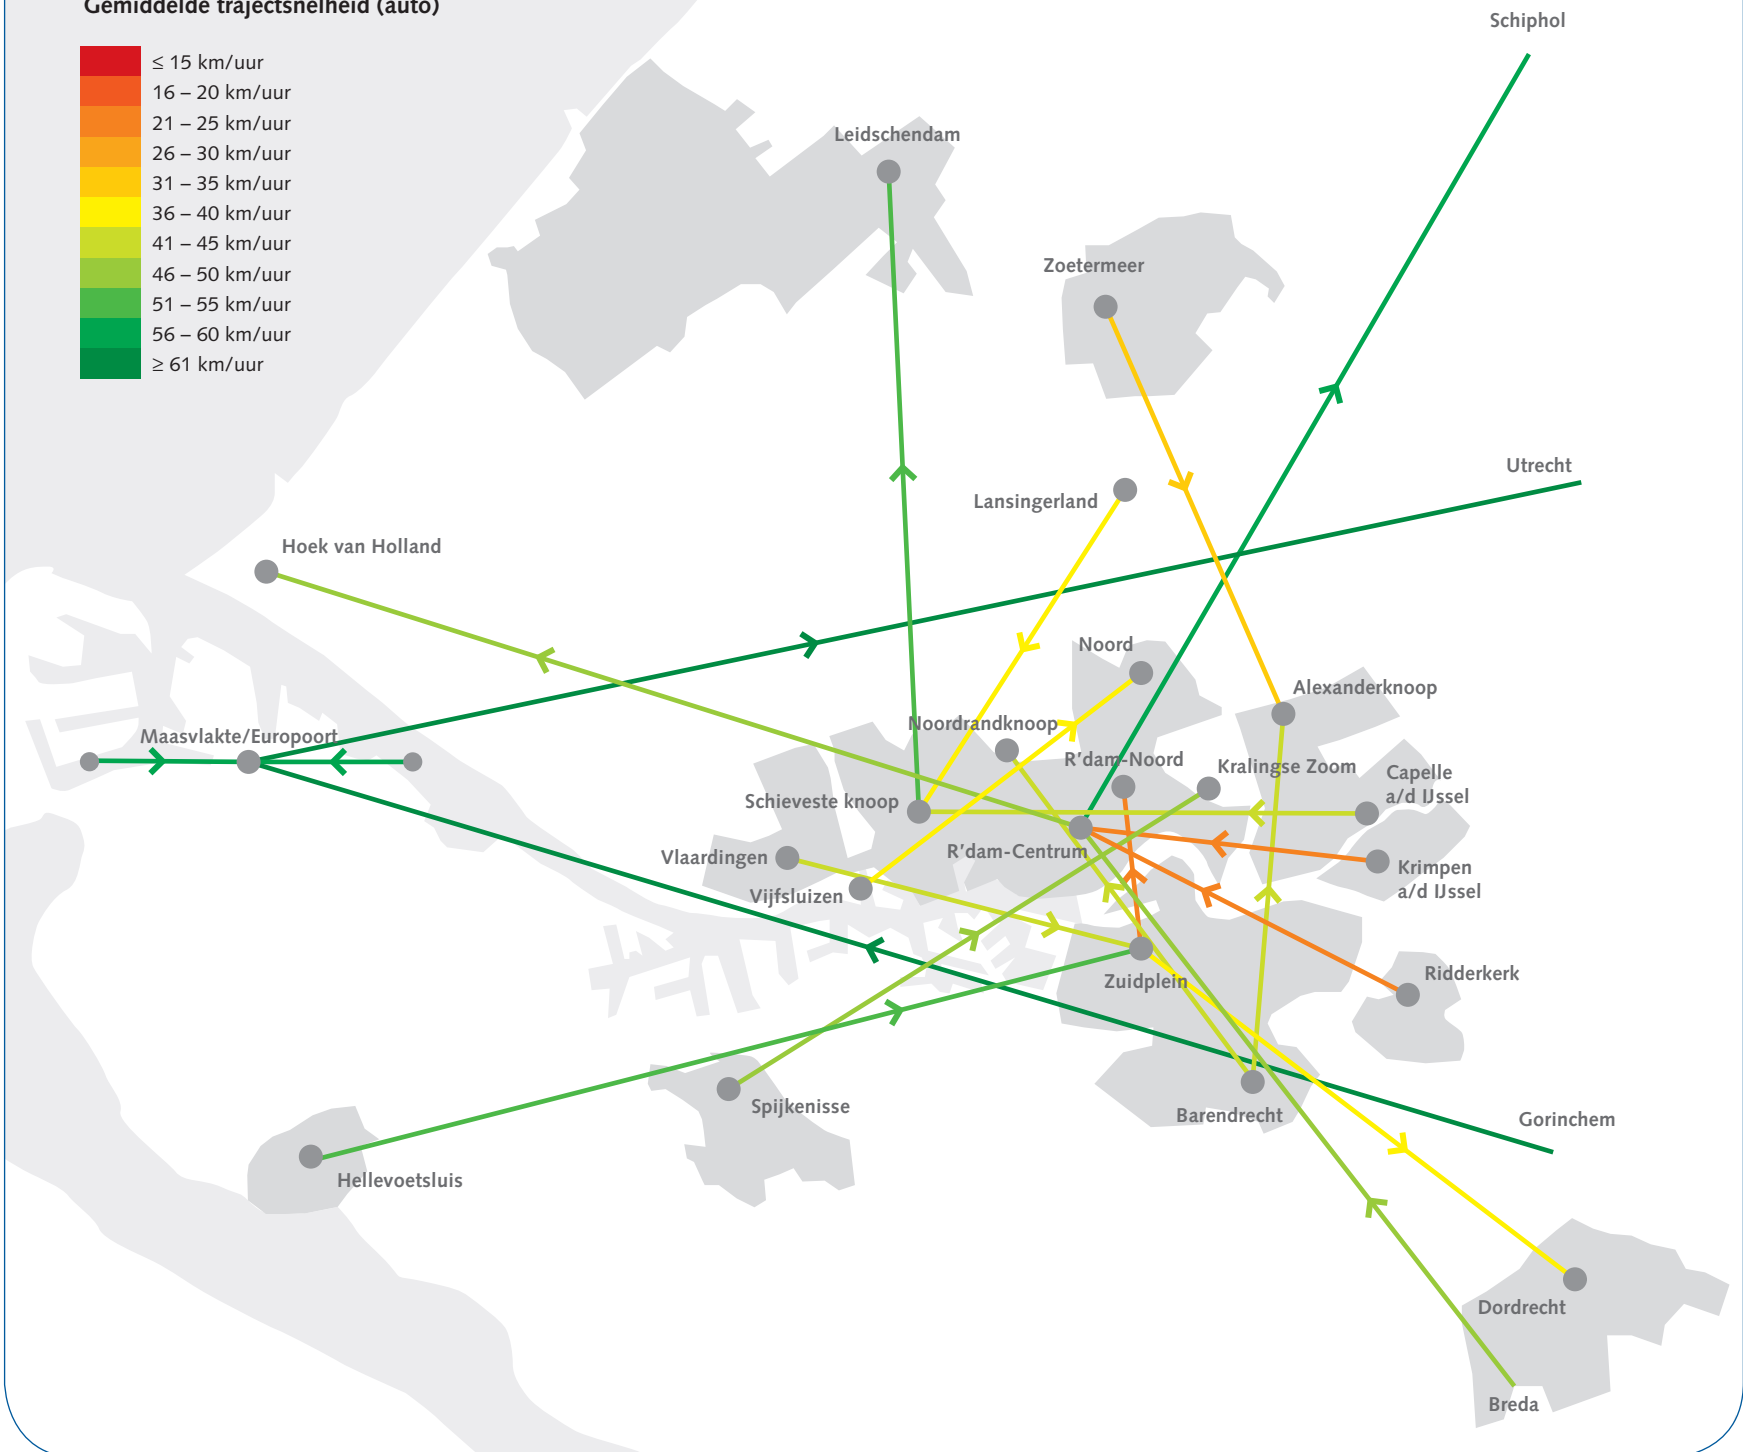 Gemiddelde trajectsnelheid (auto)
≤ 15 km/uur
16 – 20 km/uur
21 – 25 km/uur
26 – 30 km/uur
31 – 35 km/uur
36 – 40 km/uur
41 – 45 km/uur
46 – 50 km/uur
51 – 55 km/uur
56 – 60 km/uur
≥ 61 km/uur
Schiphol
Leidschendam
Zoetermeer
Utrecht
Lansingerland
Hoek van Holland
Noord
Alexanderknoop
Noordrandknoop
Maasvlakte/Europoort
R'dam-Noord
Kralingse Zoom
Capelle
a/d IJssel
Schieveste knoop
R'dam-Centrum
Vlaardingen
Krimpen
a/d IJssel
Vijfsluizen
Ridderkerk
Zuidplein
Spijkenisse
Barendrecht
Gorinchem
Hellevoetsluis
Dordrecht
Breda